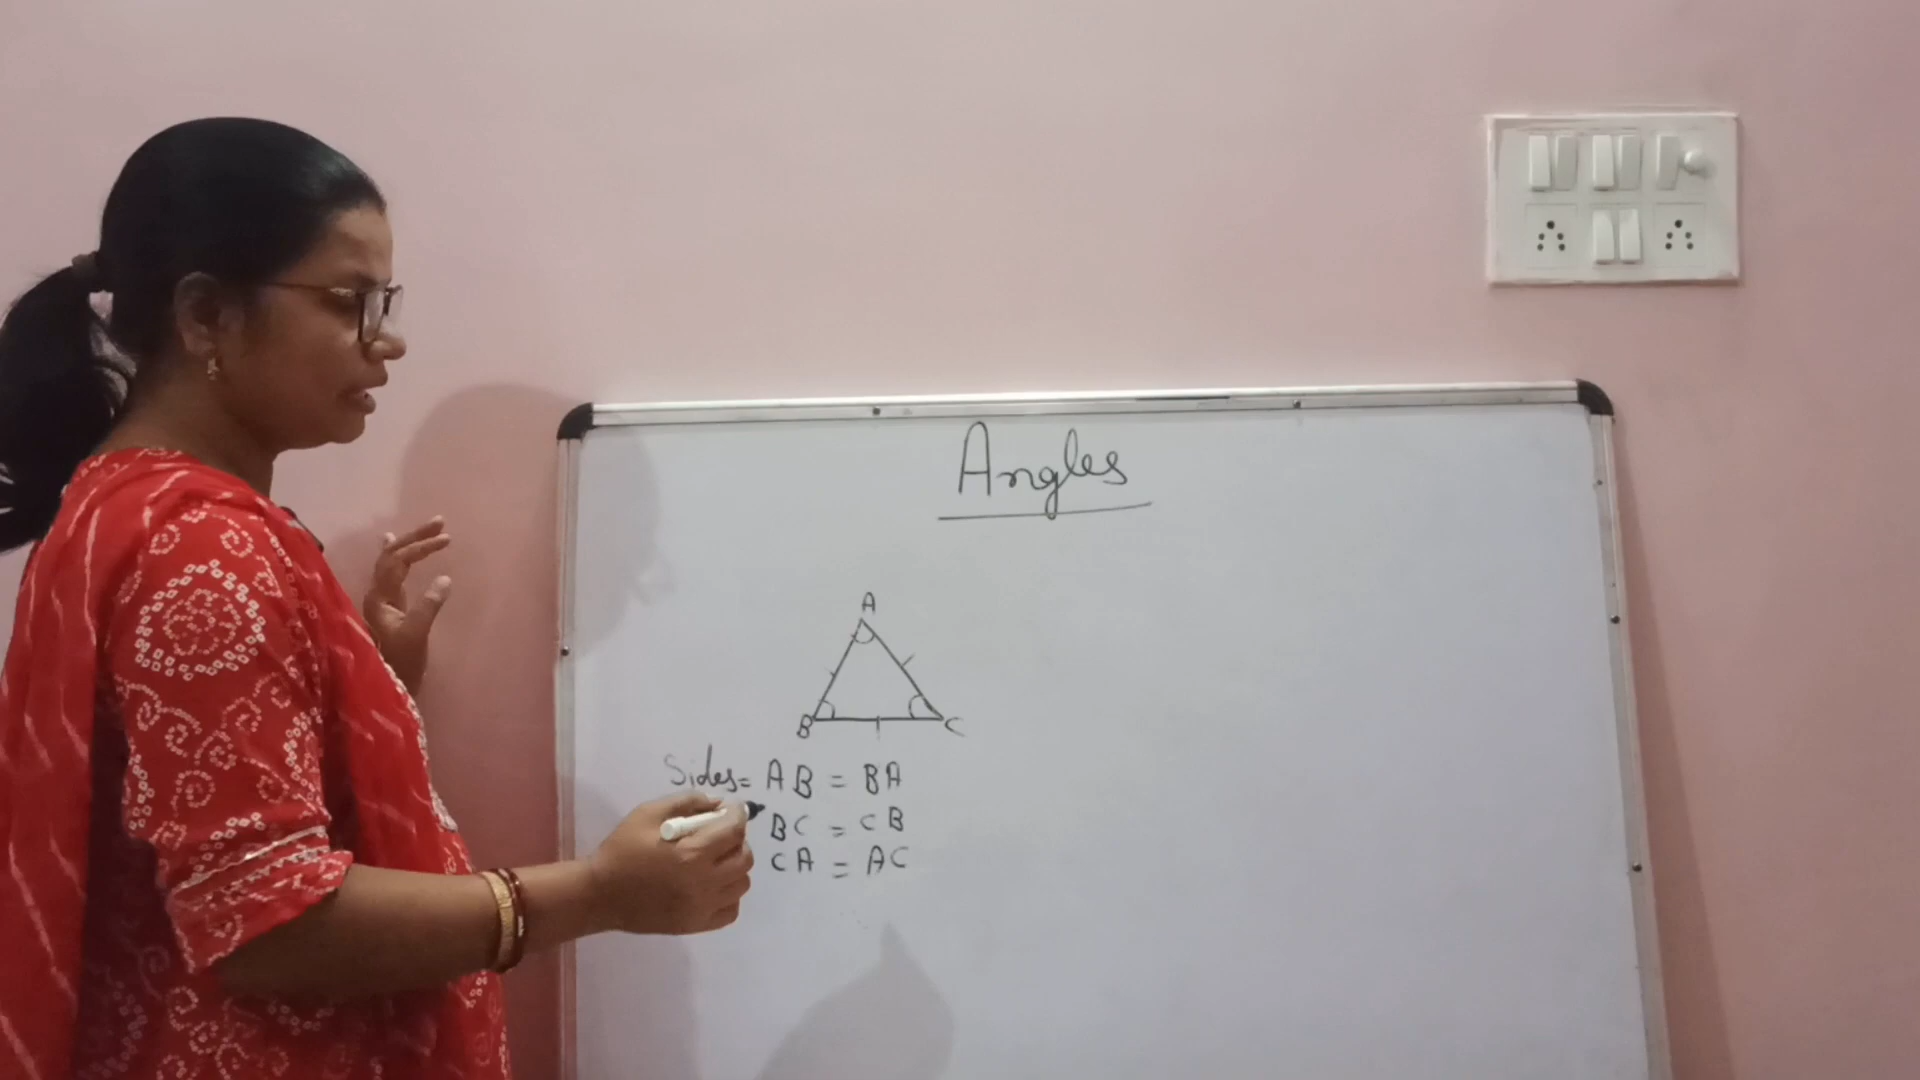 Angles
A
B C
Sides = AB = BA
BC = CB
CA = AC